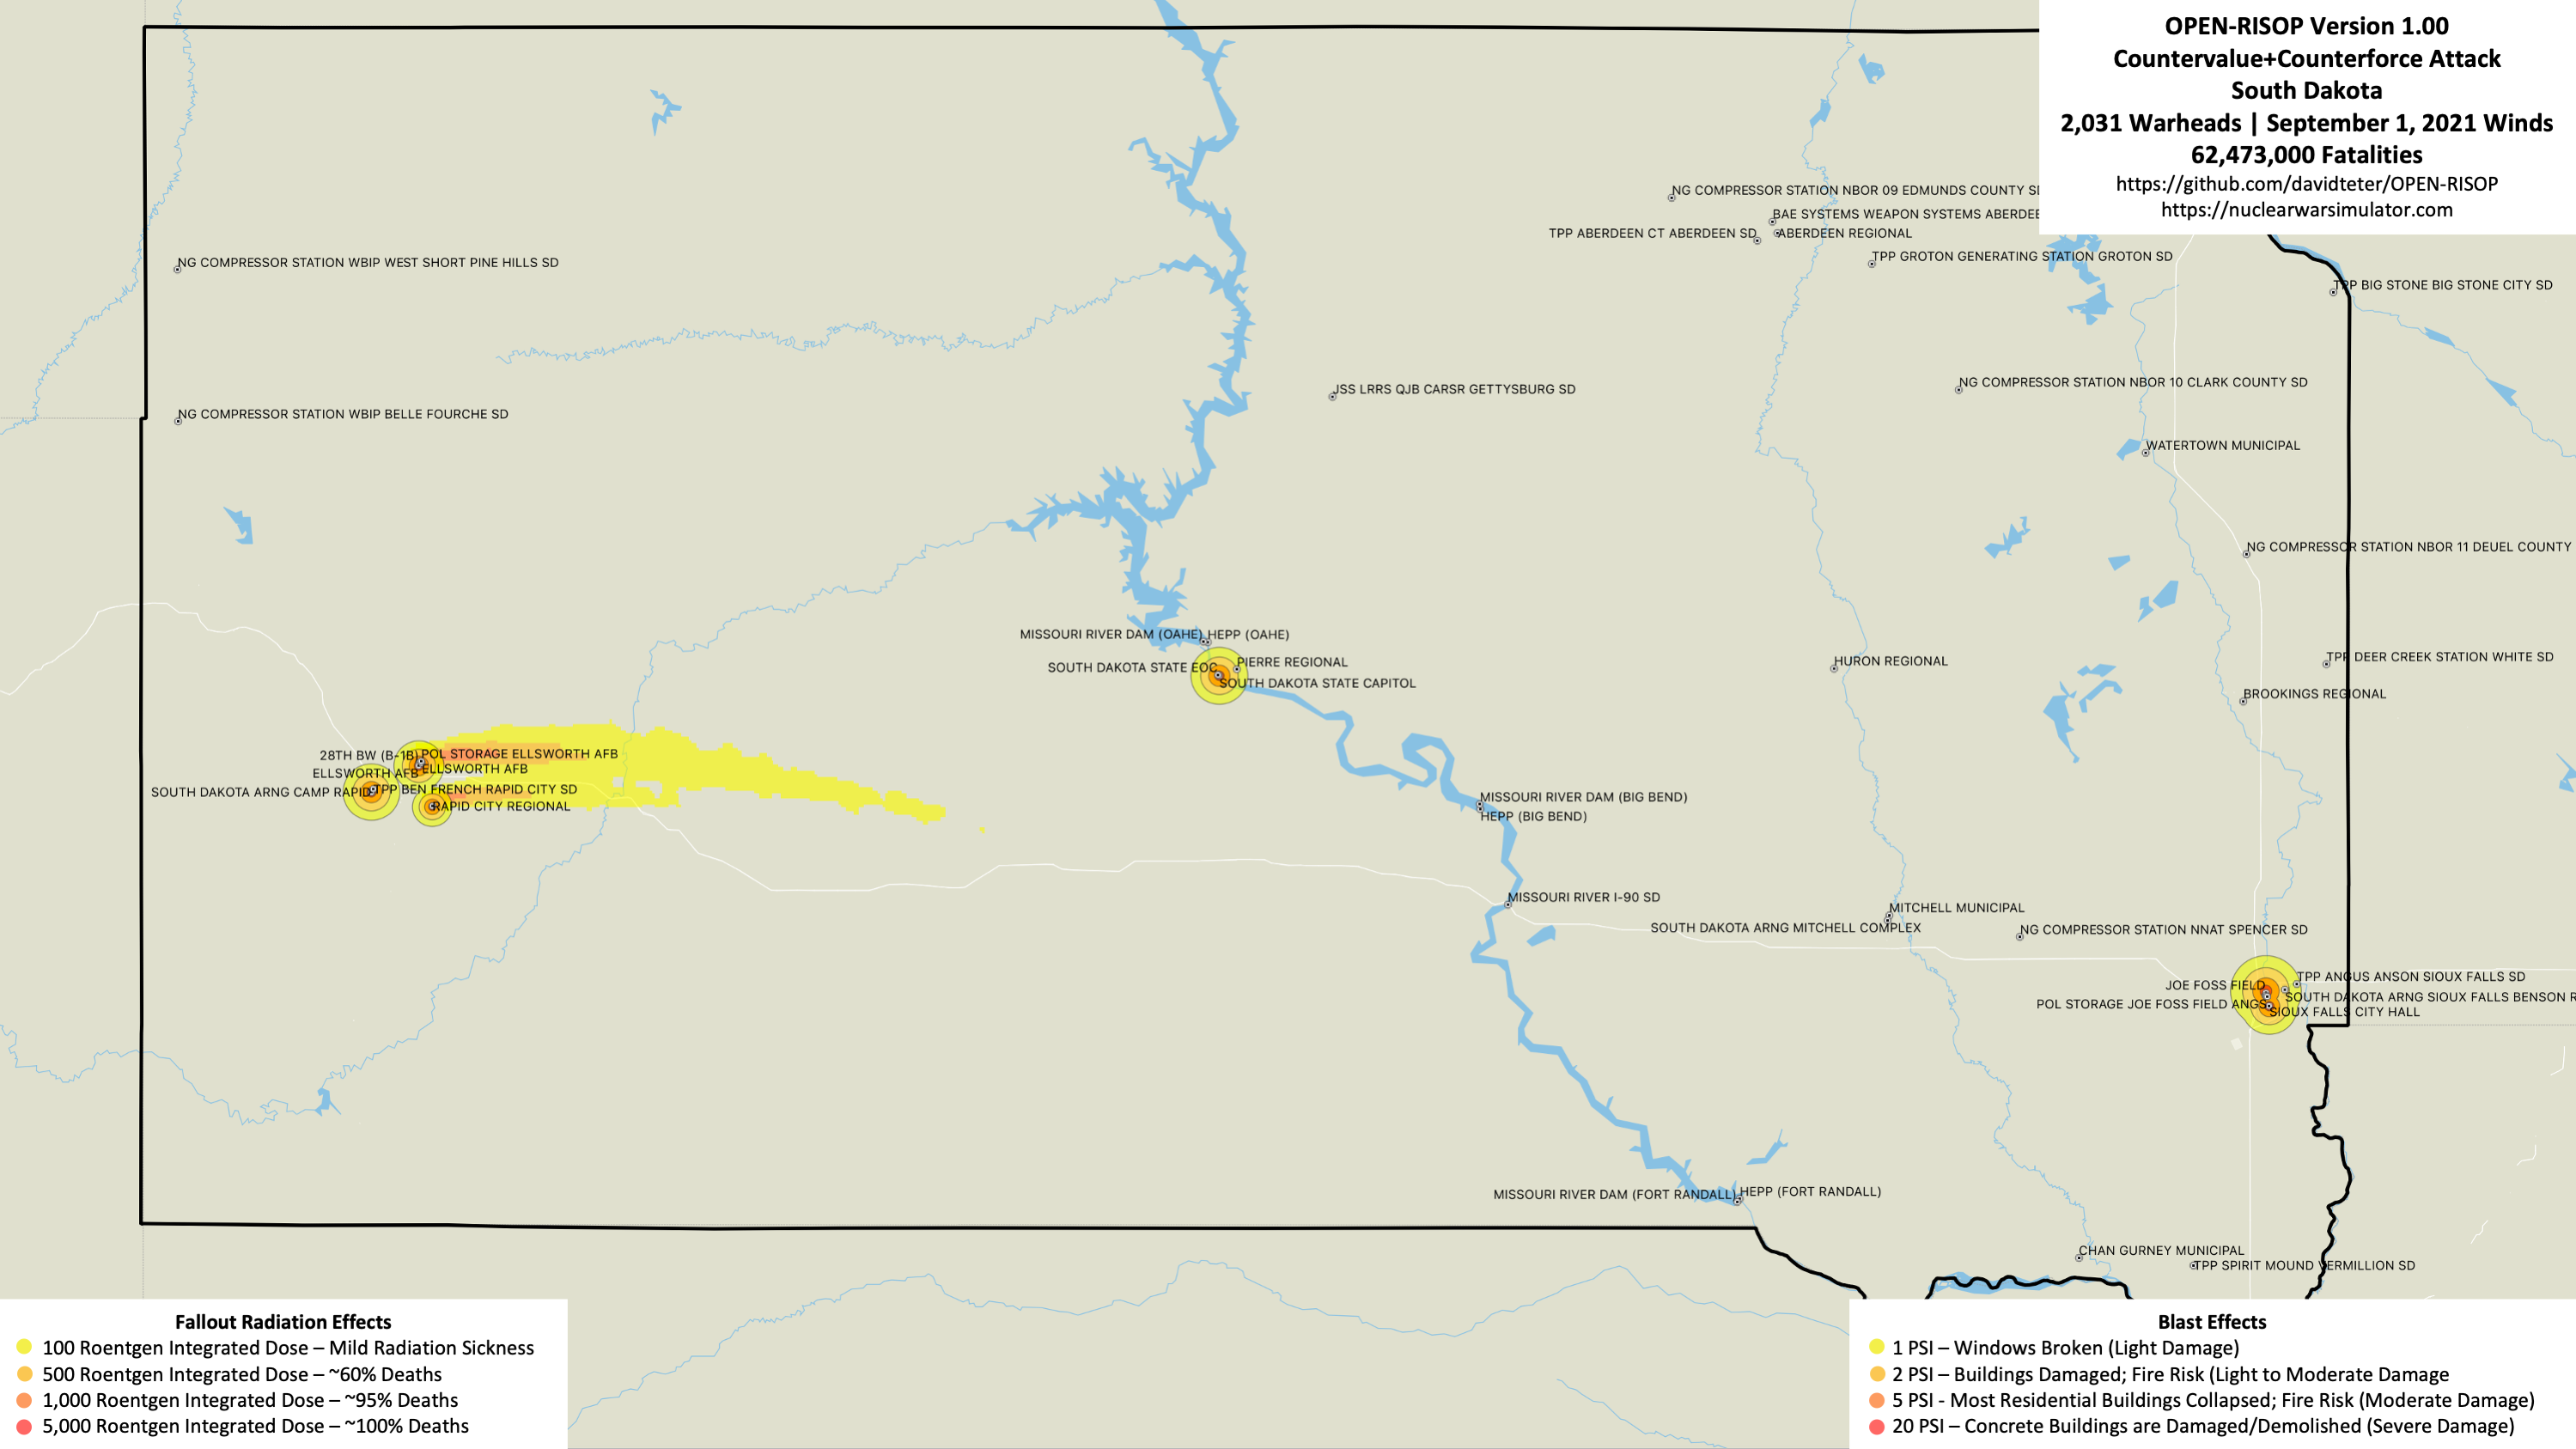 OPEN-RISOP Version 1.00
Countervalue+Counterforce Attack
South Dakota
2,031 Warheads | September 1, 2021 Winds
62,473,000 Fatalities
https://github.com/davidteter/OPEN-RISOP
https://nuclearwarsimulator.com
NG COMPRESSOR STATION NBOR 09 EDMUNDS COUNTY SD
BAE SYSTEMS WEAPON SYSTEMS ABERDEE
TPP ABERDEEN CT ABERDEEN SD
ABERDEEN REGIONAL
TPP GROTON GENERATING STATION GROTON SD
NG COMPRESSOR STATION WBIP WEST SHORT PINE HILLS SD
TPP BIG STONE BIG STONE CITY SD
NG COMPRESSOR STATION NBOR 10 CLARK COUNTY SD
JSS LRRS QJB CARSR GETTYSBURG SD
NG COMPRESSOR STATION WBIP BELLE FOURCHE SD
WATERTOWN MUNICIPAL
NG COMPRESSOR STATION NBOR 11 DEUEL COUNTY
MISSOURI RIVER DAM (OAHE)
HEPP (OAHE)
TPP DEER CREEK STATION WHITE SD
PIERRE REGIONAL
HURON REGIONAL
SOUTH DAKOTA STATE EOC
SOUTH DAKOTA STATE CAPITOL
BROOKINGS REGIONAL
28TH BW (B-1B)
POL STORAGE ELLSWORTH AFB
ELLSWORTH AFB
ELLSWORTH AFB
SOUTH DAKOTA ARNG CAMP RAPID
TPP BEN FRENCH RAPID CITY SD
RAPID CITY REGIONAL
MISSOURI RIVER DAM (BIG BEND)
HEPP (BIG BEND)
MISSOURI RIVER I-90 SD
MITCHELL MUNICIPAL
SOUTH DAKOTA ARNG MITCHELL COMPLEX
NG COMPRESSOR STATION NNAT SPENCER SD
TPP ANGUS ANSON SIOUX FALLS SD
JOE FOSS FIELD
SOUTH DAKOTA ARNG SIOUX FALLS BENSON R
POL STORAGE JOE FOSS FIELD ANGS
SIOUX FALLS CITY HALL
MISSOURI RIVER DAM (FORT RANDALL)
HEPP (FORT RANDALL)
CHAN GURNEY MUNICIPAL
TPP SPIRIT MOUND VERMILLION SD
Fallout Radiation Effects
100 Roentgen Integrated Dose – Mild Radiation Sickness
500 Roentgen Integrated Dose – ~60% Deaths
1,000 Roentgen Integrated Dose – ~95% Deaths
5,000 Roentgen Integrated Dose – ~100% Deaths
Blast Effects
1 PSI – Windows Broken (Light Damage)
2 PSI – Buildings Damaged; Fire Risk (Light to Moderate Damage
5 PSI - Most Residential Buildings Collapsed; Fire Risk (Moderate Damage)
20 PSI – Concrete Buildings are Damaged/Demolished (Severe Damage)